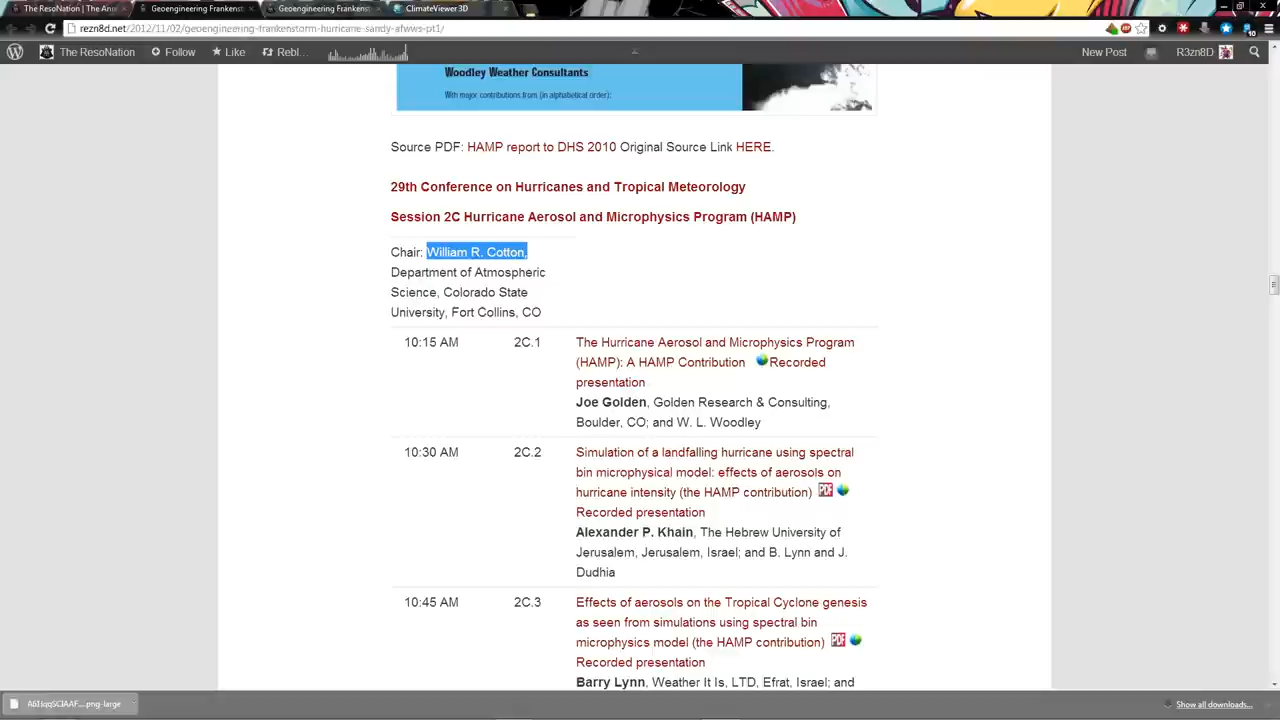 The ResoNation | The An
Geoengineering Frankens
Geoengineering Frankens
ClimateViewer 3D
rezn8d.net/2012/11/02/geoengineering-frankenstorm-hurricane-sandy-afwws-pt1/
The ResoNation
Follow
Like
Rebl...
New Post
R3zn8D
Woodley Weather Consultants
With major contributions from (in alphabetical order):
Source PDF: HAMP report to DHS 2010 Original Source Link HERE.
29th Conference on Hurricanes and Tropical Meteorology
Session 2C Hurricane Aerosol and Microphysics Program (HAMP)
Chair: William R. Cotton,
Department of Atmospheric
Science, Colorado State
University, Fort Collins, CO
10:15 AM 2C.1 The Hurricane Aerosol and Microphysics Program
(HAMP): A HAMP Contribution Recorded
presentation
Joe Golden, Golden Research & Consulting,
Boulder, CO; and W. L. Woodley
10:30 AM 2C.2 Simulation of a landfalling hurricane using spectral
bin microphysical model: effects of aerosols on
hurricane intensity (the HAMP contribution) PDF
Recorded presentation
Alexander P. Khain, The Hebrew University of
Jerusalem, Jerusalem, Israel; and B. Lynn and J.
Dudhia
10:45 AM 2C.3 Effects of aerosols on the Tropical Cyclone genesis
as seen from simulations using spectral bin
microphysics model (the HAMP contribution) PDF
Recorded presentation
Barry Lynn, Weather It Is, LTD, Efrat, Israel; and
Show all downloads...